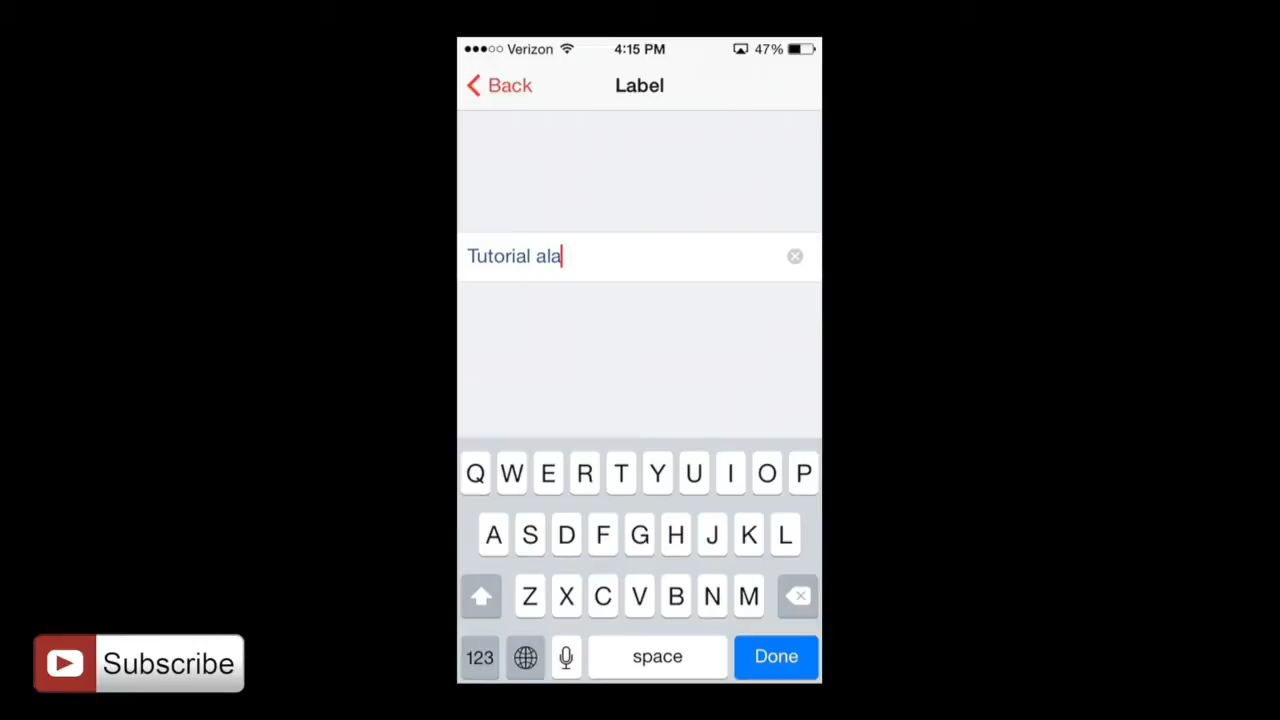 Verizon 4:15 PM 47%
Back Label
Tutorial ala
Q W E R T Y U I O P
A S D F G H J K L
Z X C V B N M
123 space Done
Subscribe